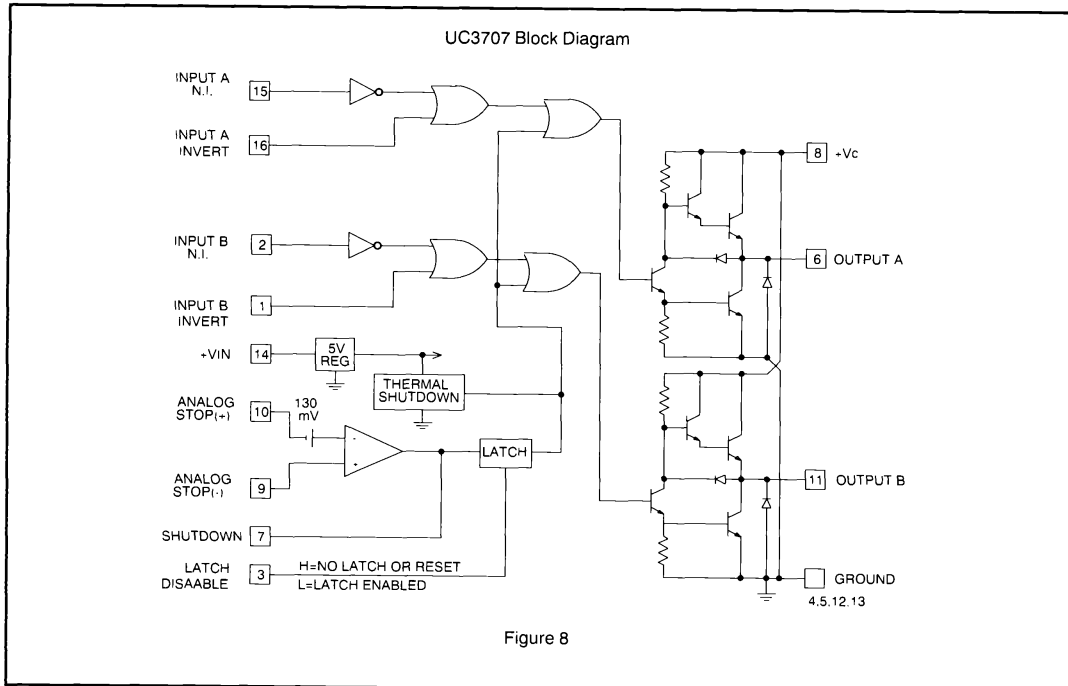 UC3707 Block Diagram
INPUT A
N.I.
15
INPUT A
INVERT
16
8
+Vc
INPUT B
N.I.
2
6
OUTPUT A
INPUT B
INVERT
1
+VIN
14
5V
REG
THERMAL
SHUTDOWN
ANALOG
STOP(+)
10
130
mV
-
+
LATCH
ANALOG
STOP(-)
9
11
OUTPUT B
SHUTDOWN
7
LATCH
DISAABLE
3
H=NO LATCH OR RESET
L=LATCH ENABLED
GROUND
4.5.12.13
Figure 8